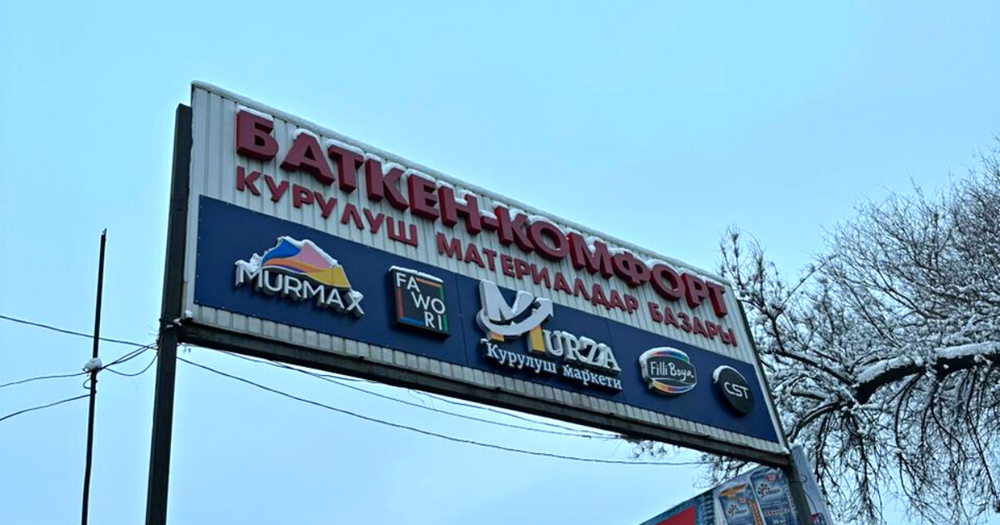 БАТКЕН-КОМФОРТ
КУРУЛУШ МАТЕРИАЛДАР БАЗАРЫ
MURMAX
FAWORI
MURZA
Курулуш маркети
Filli Boya
CST